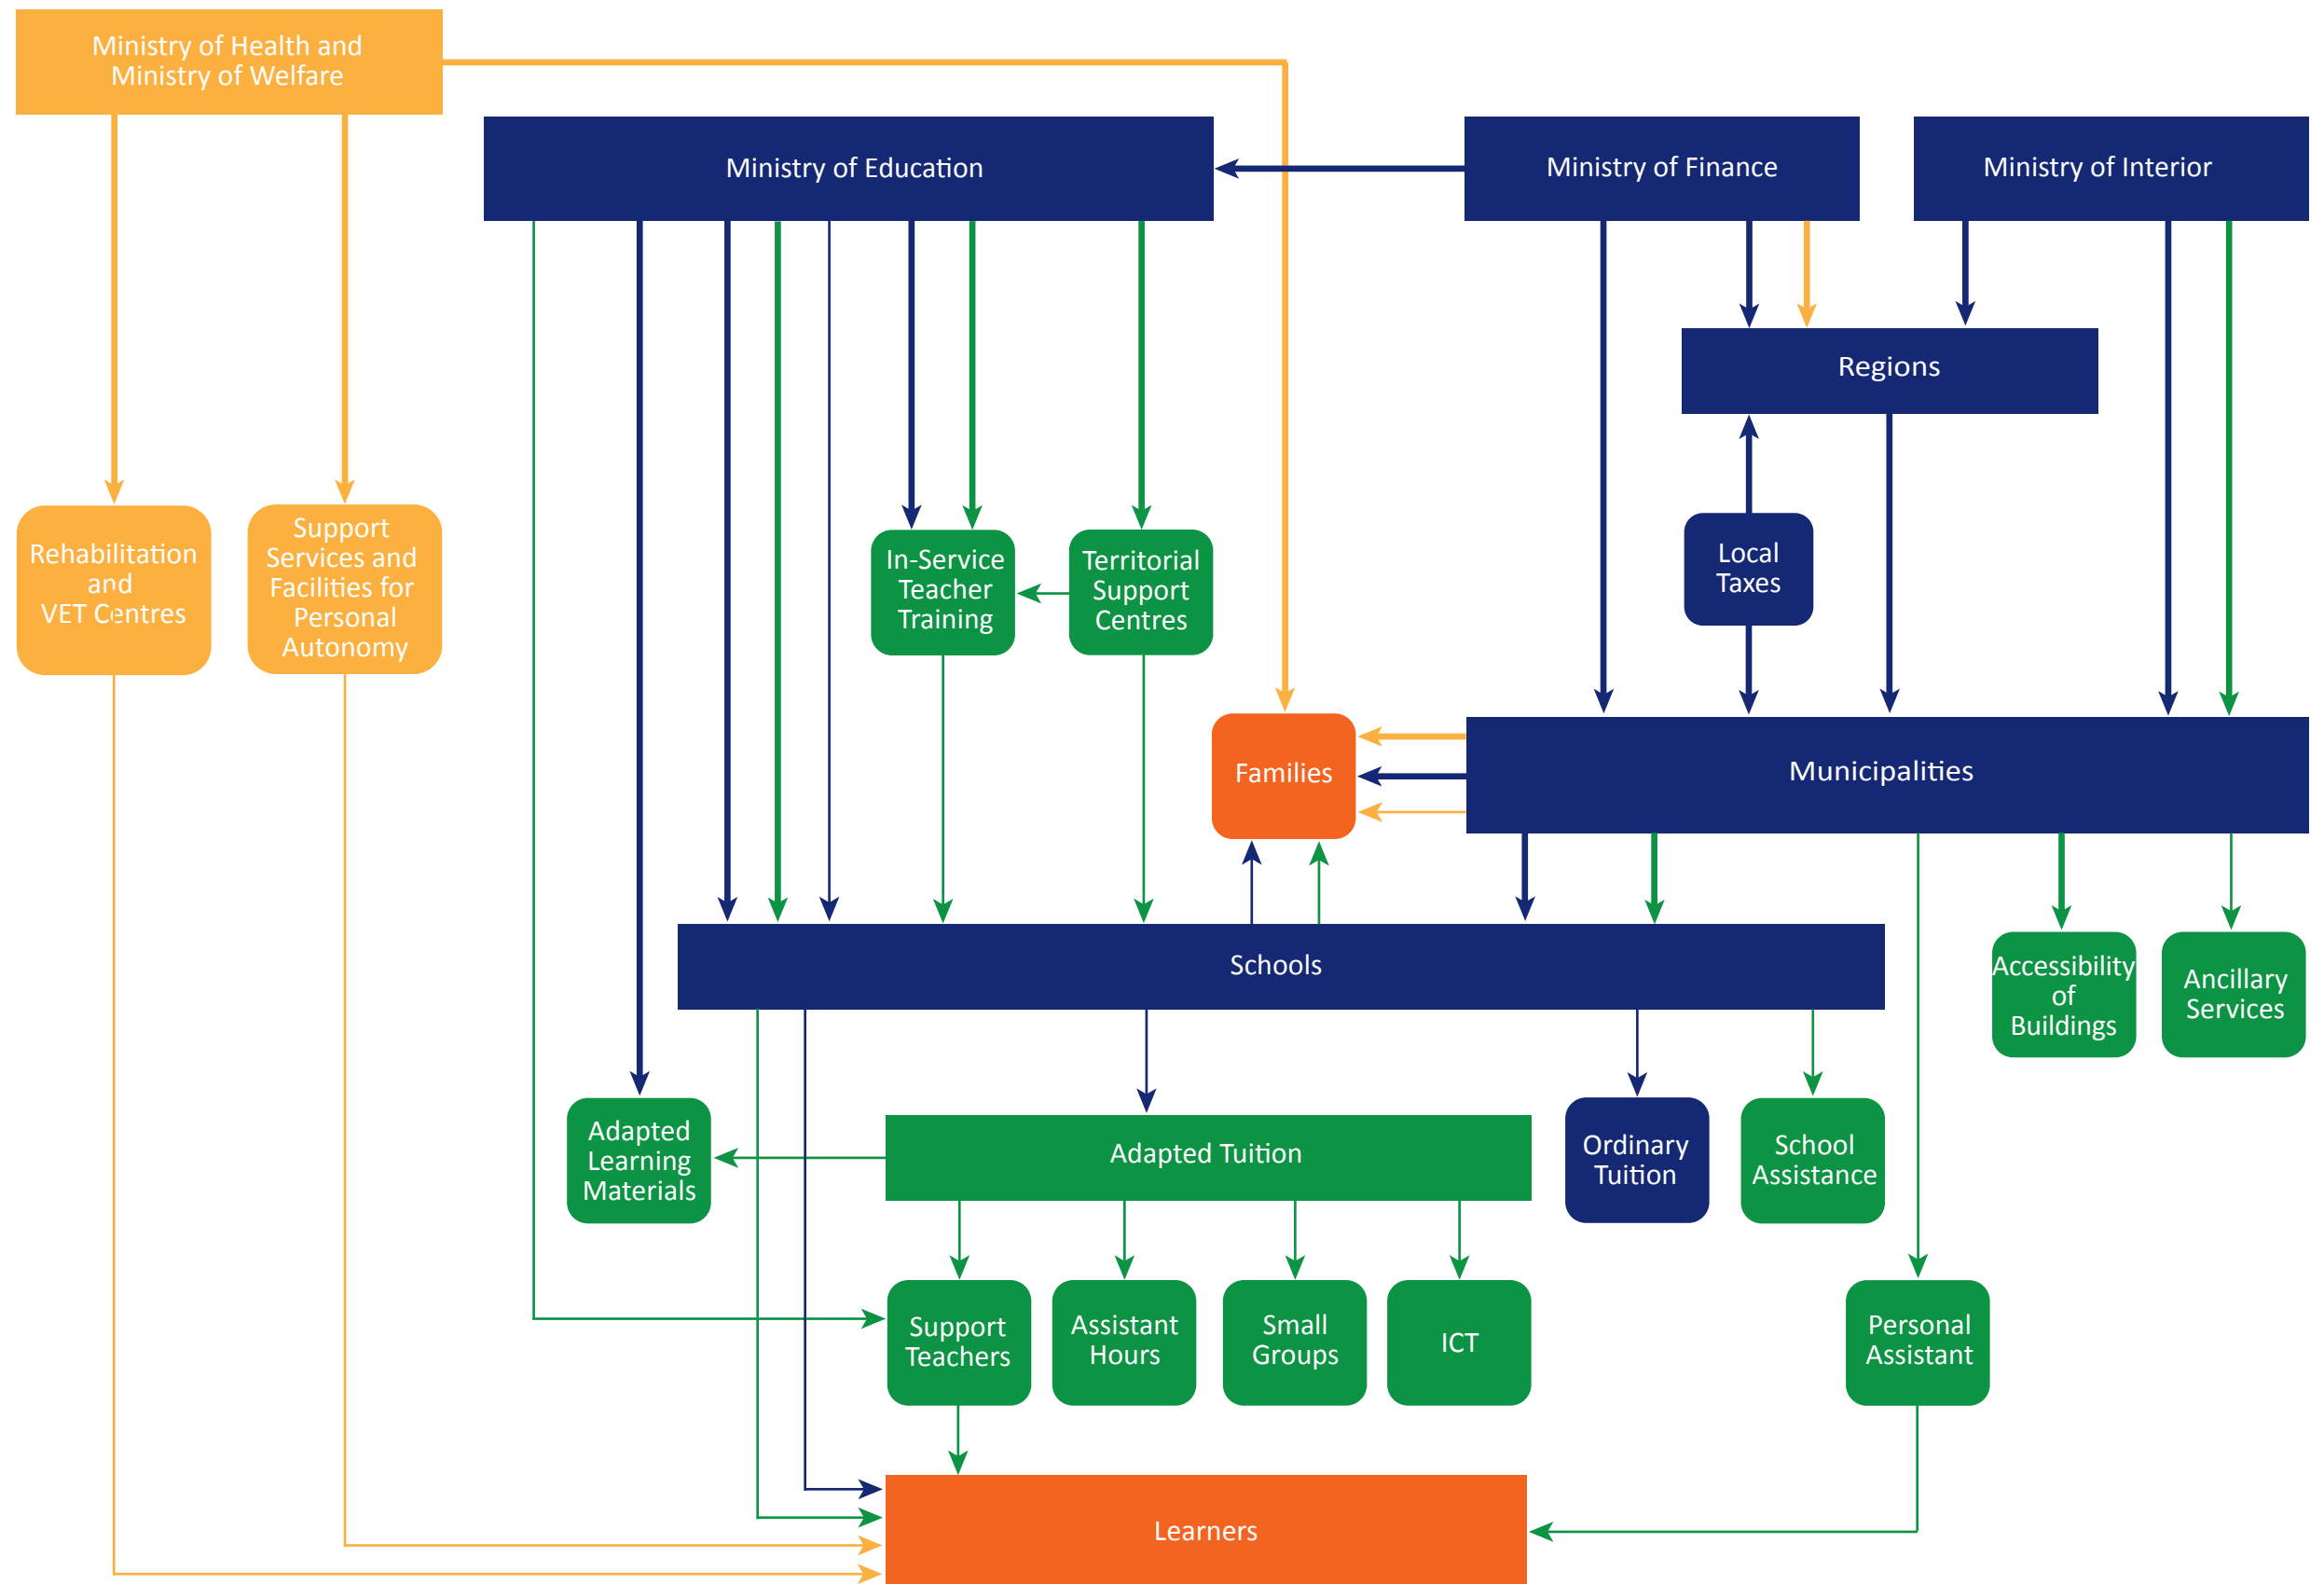 Ministry of Health and
Ministry of Welfare
Ministry of Education
Ministry of Finance
Ministry of Interior
Regions
Rehabilitation
and
VET Centres
Support
Services and
Facilities for
Personal
Autonomy
In-Service
Teacher
Training
Territorial
Support
Centres
Local
Taxes
Families
Municipalities
Schools
Accessibility
of
Buildings
Ancillary
Services
Adapted
Learning
Materials
Adapted Tuition
Ordinary
Tuition
School
Assistance
Support
Teachers
Assistant
Hours
Small
Groups
ICT
Personal
Assistant
Learners